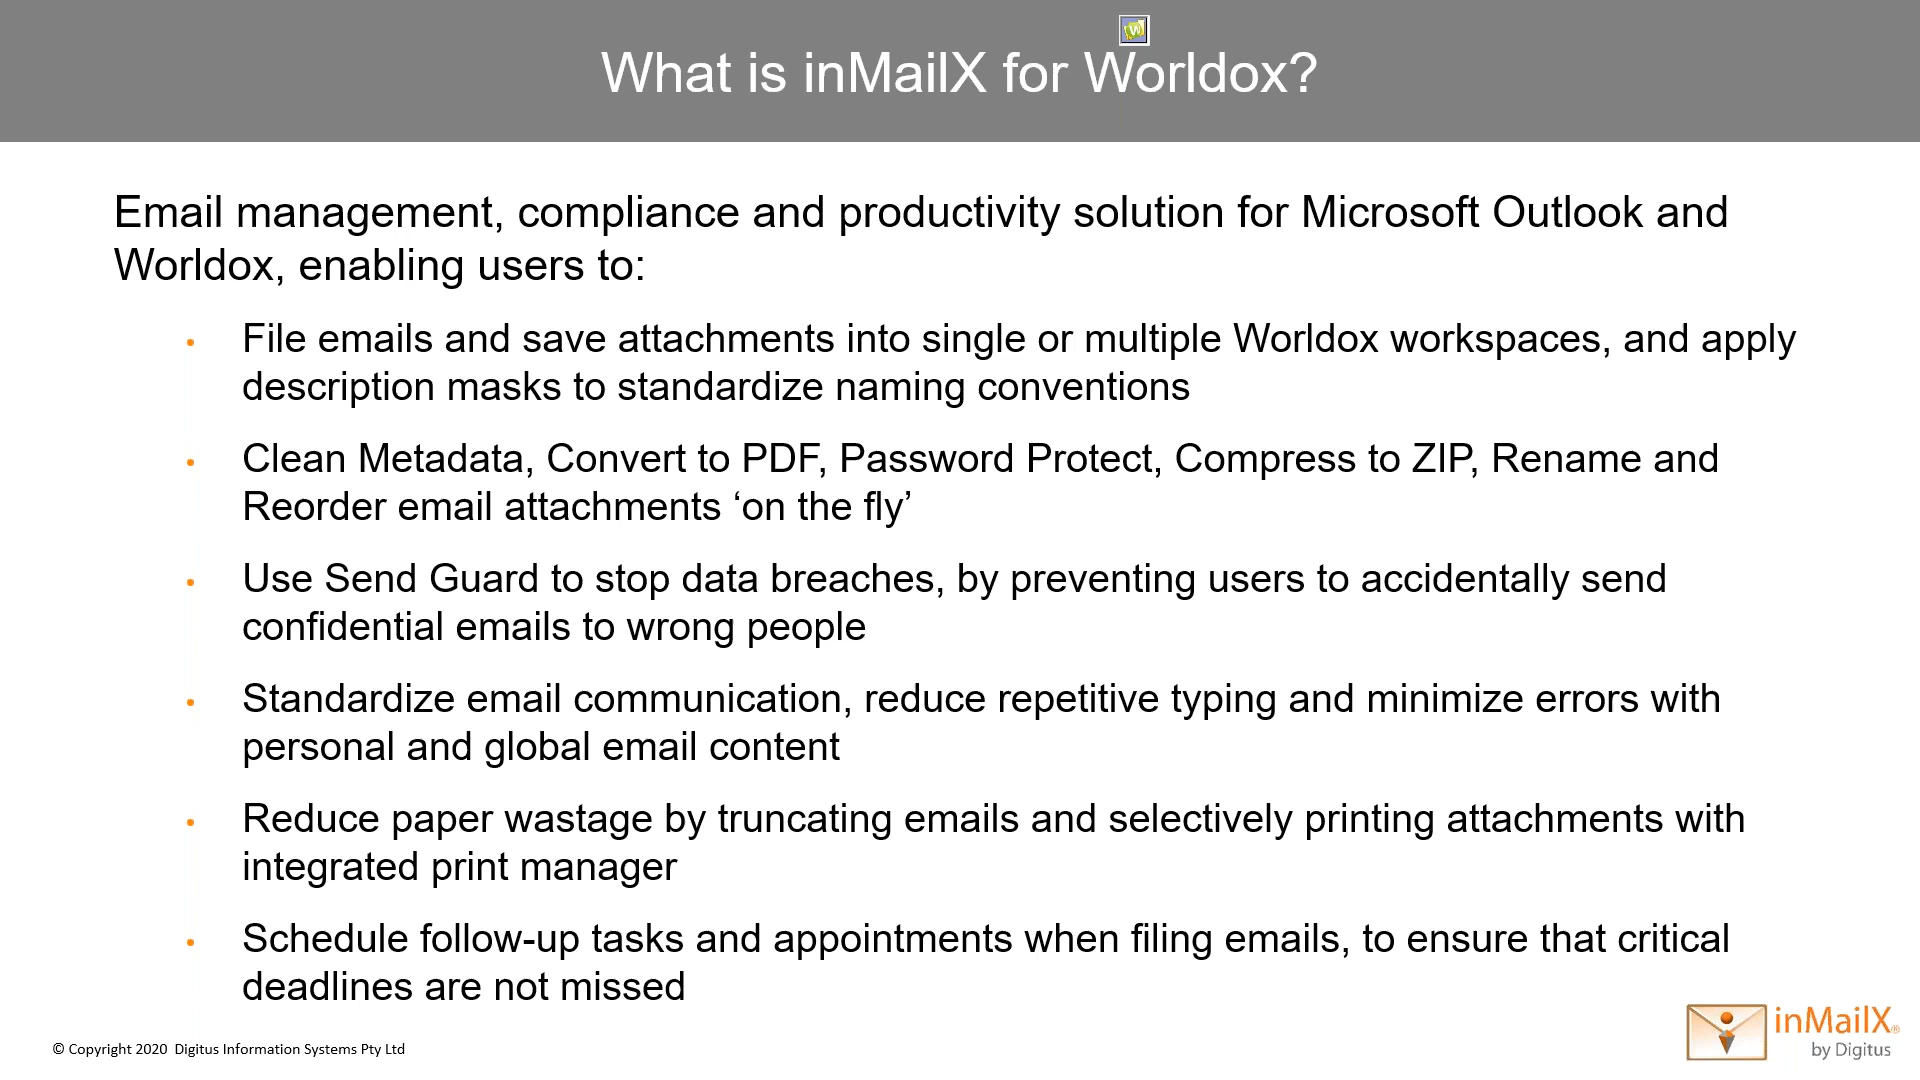 What is inMailX for Worldox?
Email management, compliance and productivity solution for Microsoft Outlook and
Worldox, enabling users to:
• File emails and save attachments into single or multiple Worldox workspaces, and apply
description masks to standardize naming conventions
• Clean Metadata, Convert to PDF, Password Protect, Compress to ZIP, Rename and
Reorder email attachments ‘on the fly’
• Use Send Guard to stop data breaches, by preventing users to accidentally send
confidential emails to wrong people
• Standardize email communication, reduce repetitive typing and minimize errors with
personal and global email content
• Reduce paper wastage by truncating emails and selectively printing attachments with
integrated print manager
• Schedule follow-up tasks and appointments when filing emails, to ensure that critical
deadlines are not missed
© Copyright 2020 Digitus Information Systems Pty Ltd
inMailX®
by Digitus